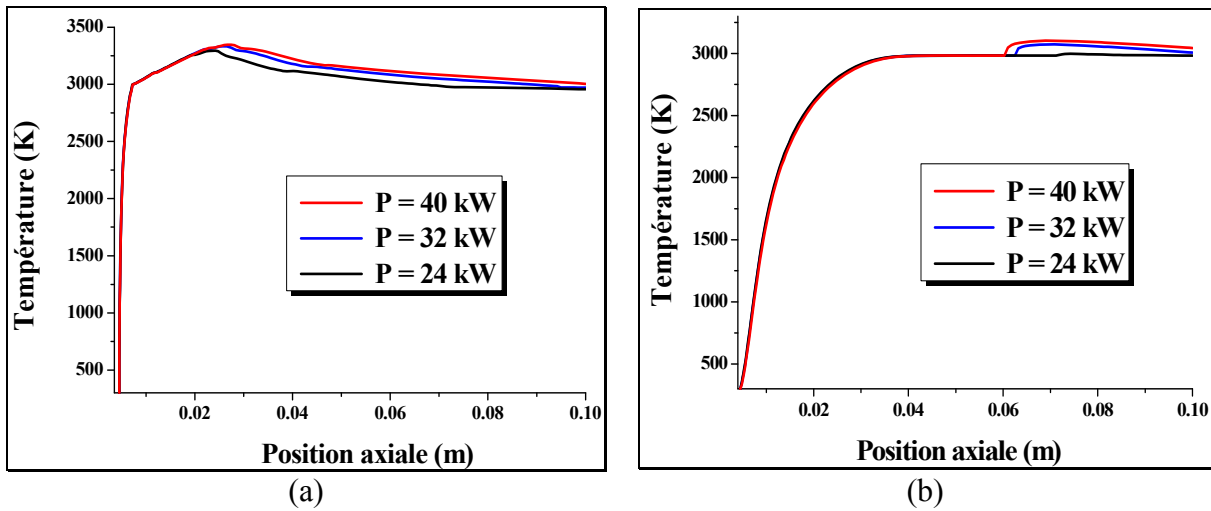 3500
3000
2500
2000
1500
1000
500
Température (K)
P = 40 kW
P = 32 kW
P = 24 kW
0.02
0.04
0.06
0.08
0.10
Position axiale (m)
(a)
3000
2500
2000
1500
1000
500
Température (K)
P = 40 kW
P = 32 kW
P = 24 kW
0.02
0.04
0.06
0.08
0.10
Position axiale (m)
(b)